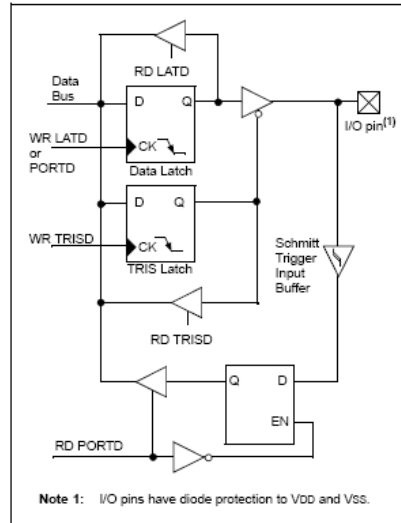 RD LATD
Data
Bus
D Q
I/O pin(1)
WR LATD
or
PORTD
CK
Data Latch
D Q
WR TRISD
CK
TRIS Latch
Schmitt
Trigger
Input
Buffer
RD TRISD
Q D
EN
RD PORTD
Note 1: I/O pins have diode protection to VDD and VSS.